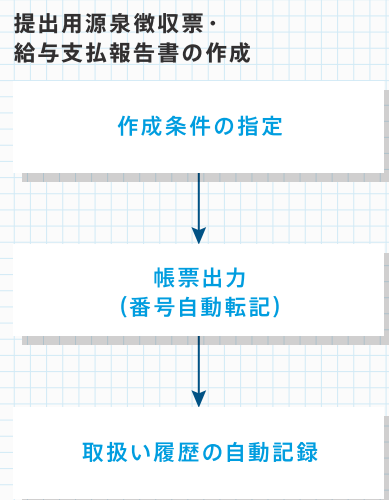 提出用源泉徴収票・
給与支払報告書の作成
作成条件の指定
帳票出力
（番号自動転記）
取扱い履歴の自動記録